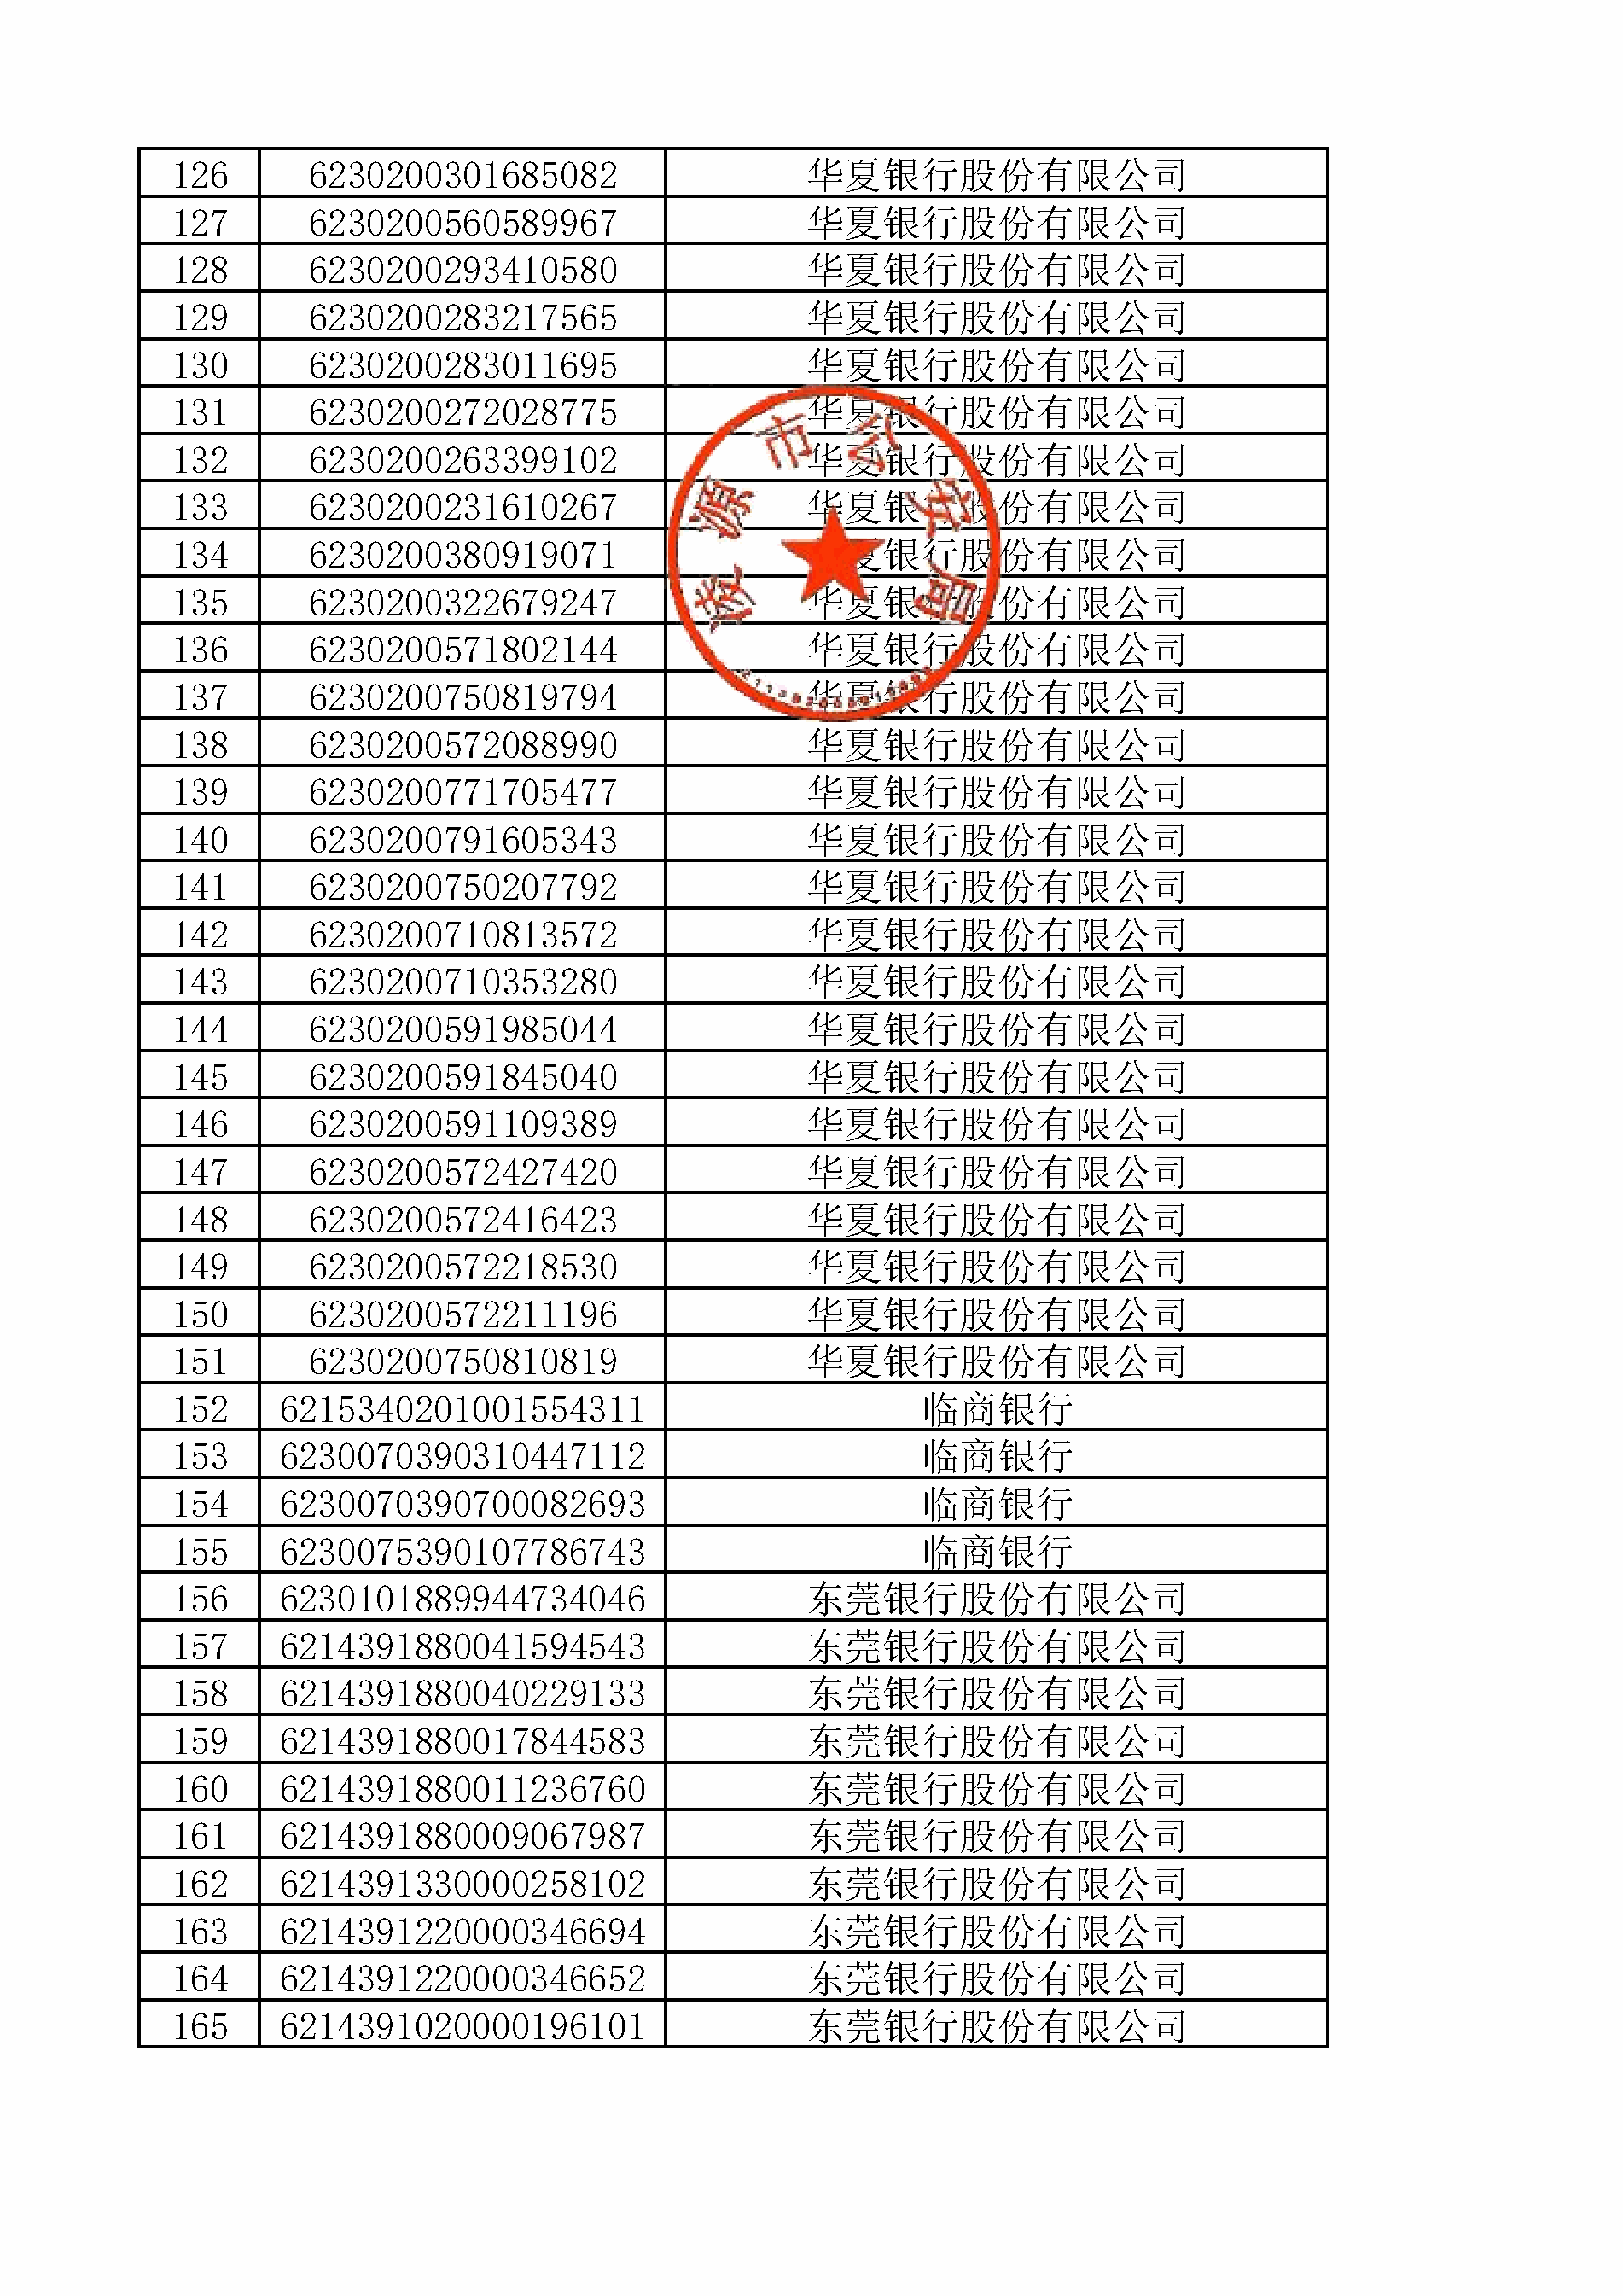 126 6230200301685082 华夏银行股份有限公司
127 6230200560589967 华夏银行股份有限公司
128 6230200293410580 华夏银行股份有限公司
129 6230200283217565 华夏银行股份有限公司
130 6230200283011695 华夏银行股份有限公司
131 6230200272028775 华夏银行股份有限公司
132 6230200263399102 华夏银行股份有限公司
133 6230200231610267 华夏银行股份有限公司
134 6230200380919071 华夏银行股份有限公司
135 6230200322679247 华夏银行股份有限公司
136 6230200571802144 华夏银行股份有限公司
137 6230200750819794 华夏银行股份有限公司
138 6230200572088990 华夏银行股份有限公司
139 6230200771705477 华夏银行股份有限公司
140 6230200791605343 华夏银行股份有限公司
141 6230200750207792 华夏银行股份有限公司
142 6230200710813572 华夏银行股份有限公司
143 6230200710353280 华夏银行股份有限公司
144 6230200591985044 华夏银行股份有限公司
145 6230200591845040 华夏银行股份有限公司
146 6230200591109389 华夏银行股份有限公司
147 6230200572427420 华夏银行股份有限公司
148 6230200572416423 华夏银行股份有限公司
149 6230200572218530 华夏银行股份有限公司
150 6230200572211196 华夏银行股份有限公司
151 6230200750810819 华夏银行股份有限公司
152 6215340201001554311 临商银行
153 6230070390310447112 临商银行
154 6230070390700082693 临商银行
155 6230075390107786743 临商银行
156 6230101889944734046 东莞银行股份有限公司
157 6214391880041594543 东莞银行股份有限公司
158 6214391880040229133 东莞银行股份有限公司
159 6214391880017844583 东莞银行股份有限公司
160 6214391880011236760 东莞银行股份有限公司
161 6214391880009067987 东莞银行股份有限公司
162 6214391330000258102 东莞银行股份有限公司
163 6214391220000346694 东莞银行股份有限公司
164 6214391220000346652 东莞银行股份有限公司
165 6214391020000196101 东莞银行股份有限公司
凌源市公安局